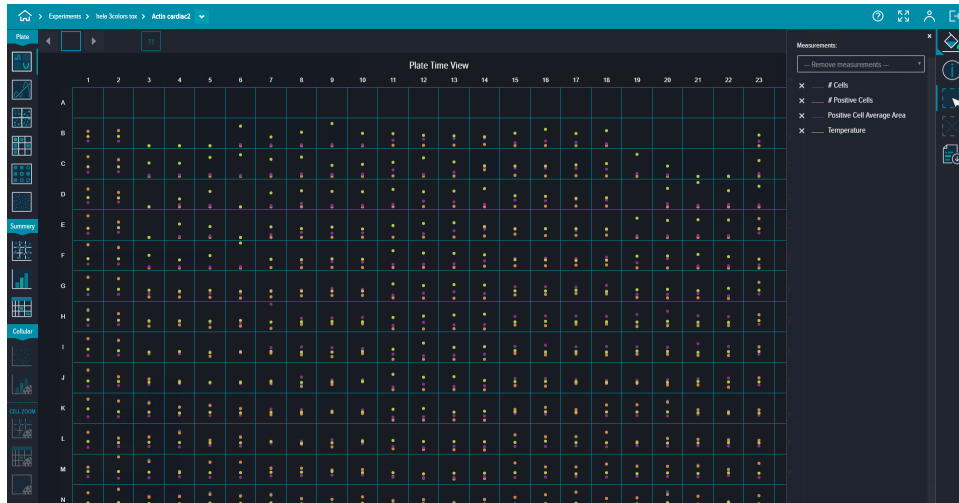 Experiments > hela 3colors tox > Actin cardiac2
Plate
T1
Plate Time View
1 2 3 4 5 6 7 8 9 10 11 12 13 14 15 16 17 18 19 20 21 22 23
A
B
C
D
E
F
G
H
I
J
K
L
M
N
Summary
Cellular
CELL ZOOM
Measurements:
--- Remove measurements ---
# Cells
# Positive Cells
Positive Cell Average Area
Temperature